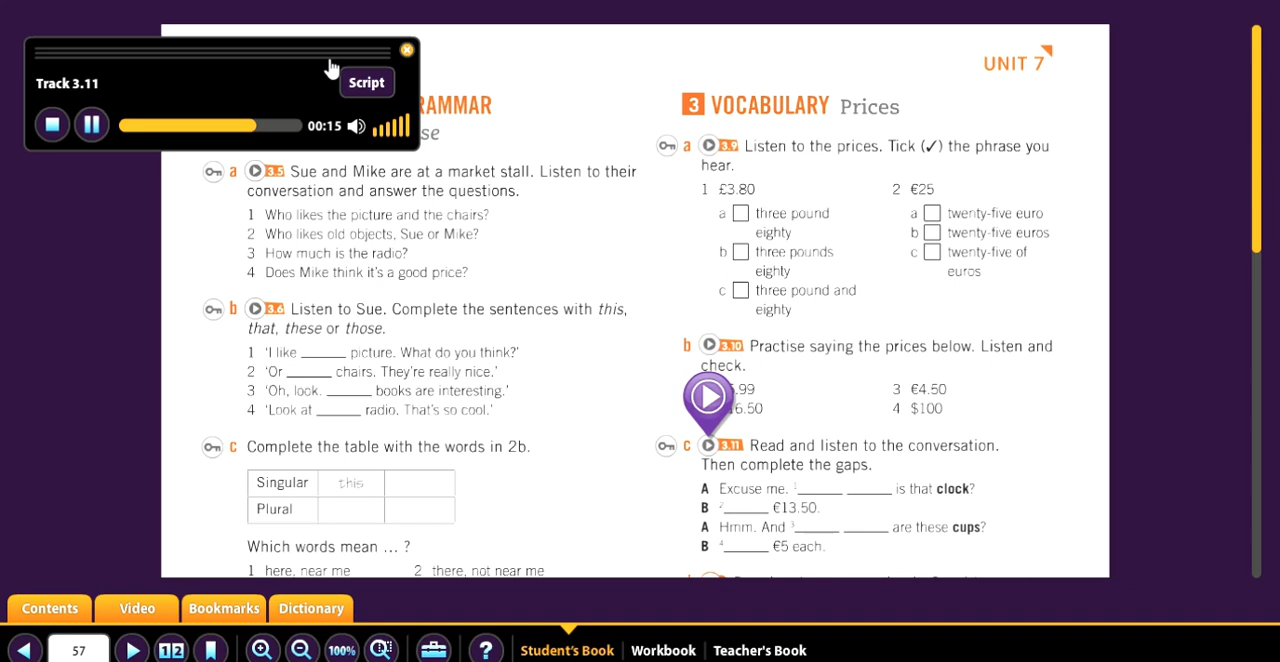 Track 3.11
Script
00:15
UNIT 7
RAMMAR
se
a 3.5 Sue and Mike are at a market stall. Listen to their
conversation and answer the questions.
1 Who likes the picture and the chairs?
2 Who likes old objects, Sue or Mike?
3 How much is the radio?
4 Does Mike think it's a good price?
b 3.6 Listen to Sue. Complete the sentences with this,
that, these or those.
1 'I like ______ picture. What do you think?'
2 'Or ______ chairs. They're really nice.'
3 'Oh, look. ______ books are interesting.'
4 'Look at ______ radio. That's so cool.'
c Complete the table with the words in 2b.
Singular this
Plural
Which words mean ... ?
1 here, near me 2 there, not near me
3 VOCABULARY Prices
a 3.9 Listen to the prices. Tick (✓) the phrase you
hear.
1 £3.80 2 €25
a three pound a twenty-five euro
eighty b twenty-five euros
b three pounds c twenty-five of
eighty euros
c three pound and
eighty
b 3.10 Practise saying the prices below. Listen and
check.
.99 3 €4.50
6.50 4 $100
c 3.11 Read and listen to the conversation.
Then complete the gaps.
A Excuse me. 1______ ______ is that clock?
B 2______ €13.50.
A Hmm. And 3______ ______ are these cups?
B 4______ €5 each.
Contents Video Bookmarks Dictionary
57 12 100% ? Student's Book Workbook Teacher's Book